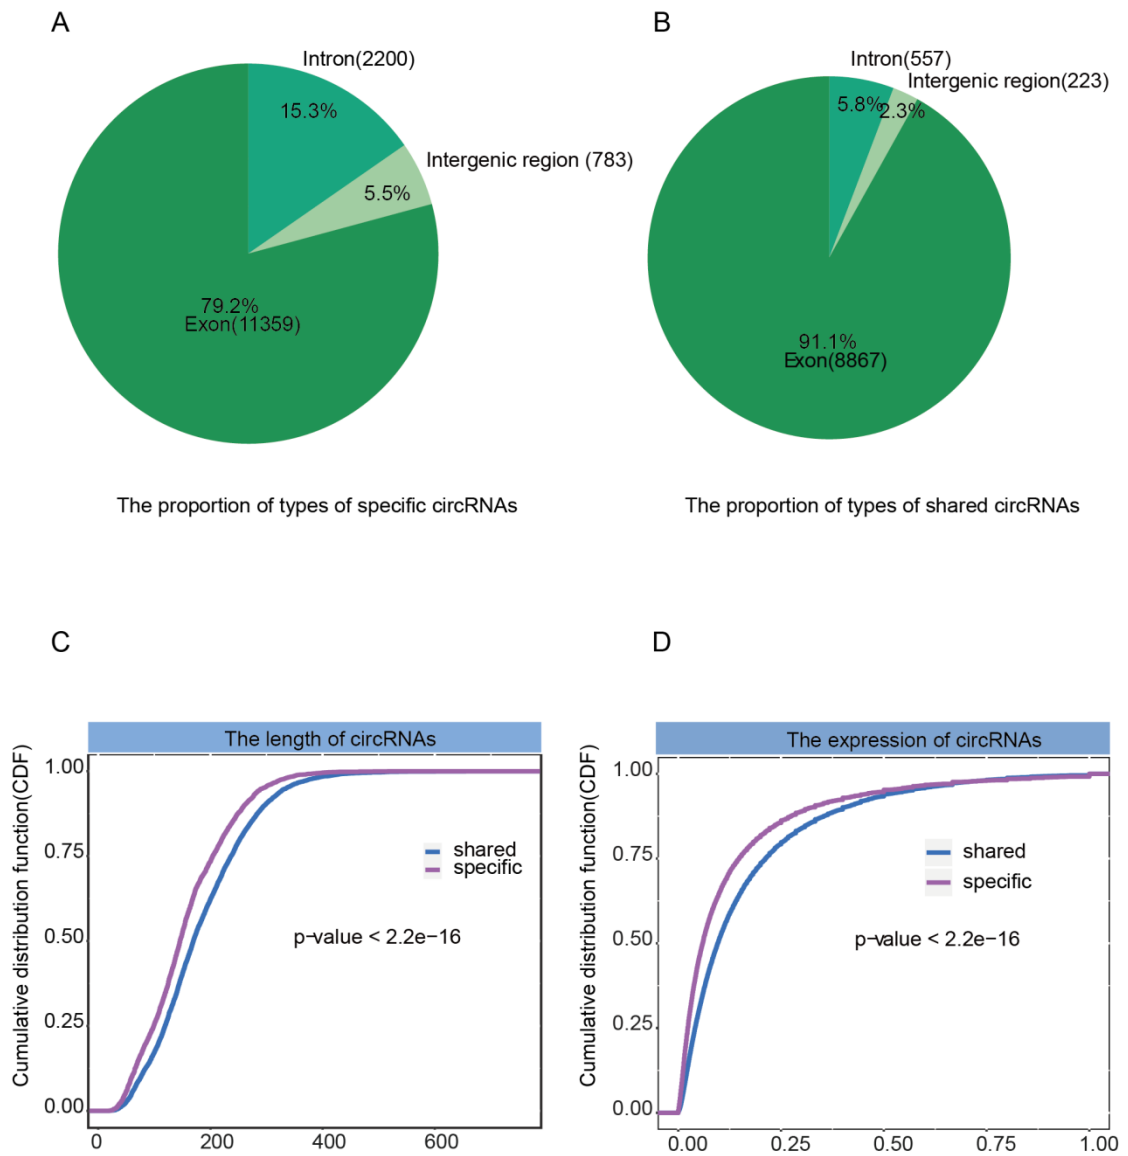 A
B
Intron(2200)
15.3%
Intergenic region (783)
5.5%
79.2%
Exon(11359)
Intron(557)
Intergenic region(223)
5.8%
2.3%
91.1%
Exon(8867)
The proportion of types of specific circRNAs
The proportion of types of shared circRNAs
C
D
The length of circRNAs
Cumulative distribution function(CDF)
1.00
0.75
0.50
0.25
0.00
shared
specific
p-value < 2.2e−16
0
200
400
600
The expression of circRNAs
Cumulative distribution function(CDF)
1.00
0.75
0.50
0.25
0.00
shared
specific
p-value < 2.2e−16
0.00
0.25
0.50
0.75
1.00